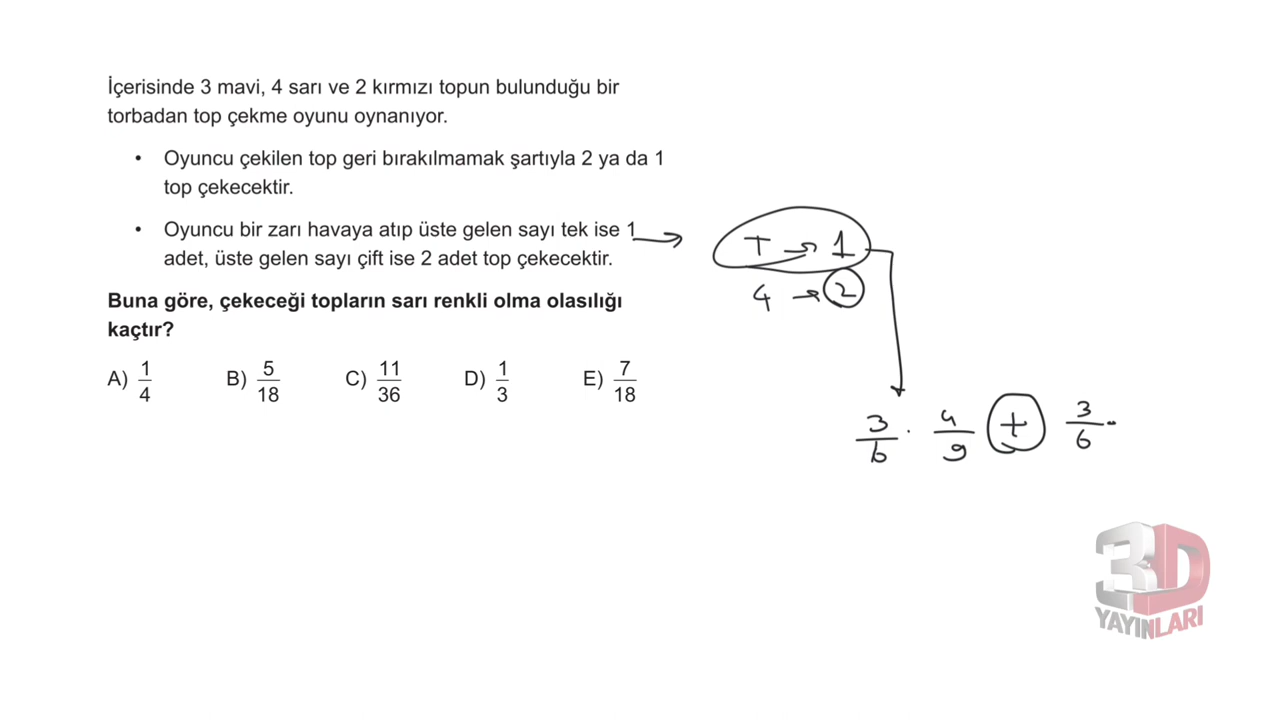 İçerisinde 3 mavi, 4 sarı ve 2 kırmızı topun bulunduğu bir
torbadan top çekme oyunu oynanıyor.
• Oyuncu çekilen top geri bırakılmamak şartıyla 2 ya da 1
top çekecektir.
• Oyuncu bir zarı havaya atıp üste gelen sayı tek ise 1
adet, üste gelen sayı çift ise 2 adet top çekecektir.
Buna göre, çekeceği topların sarı renkli olma olasılığı
kaçtır?
A) 1/4 B) 5/18 C) 11/36 D) 1/3 E) 7/18
T → 1
4 → 2
3/6 · 4/9 + 3/6 ·
3D
YAYINLARI